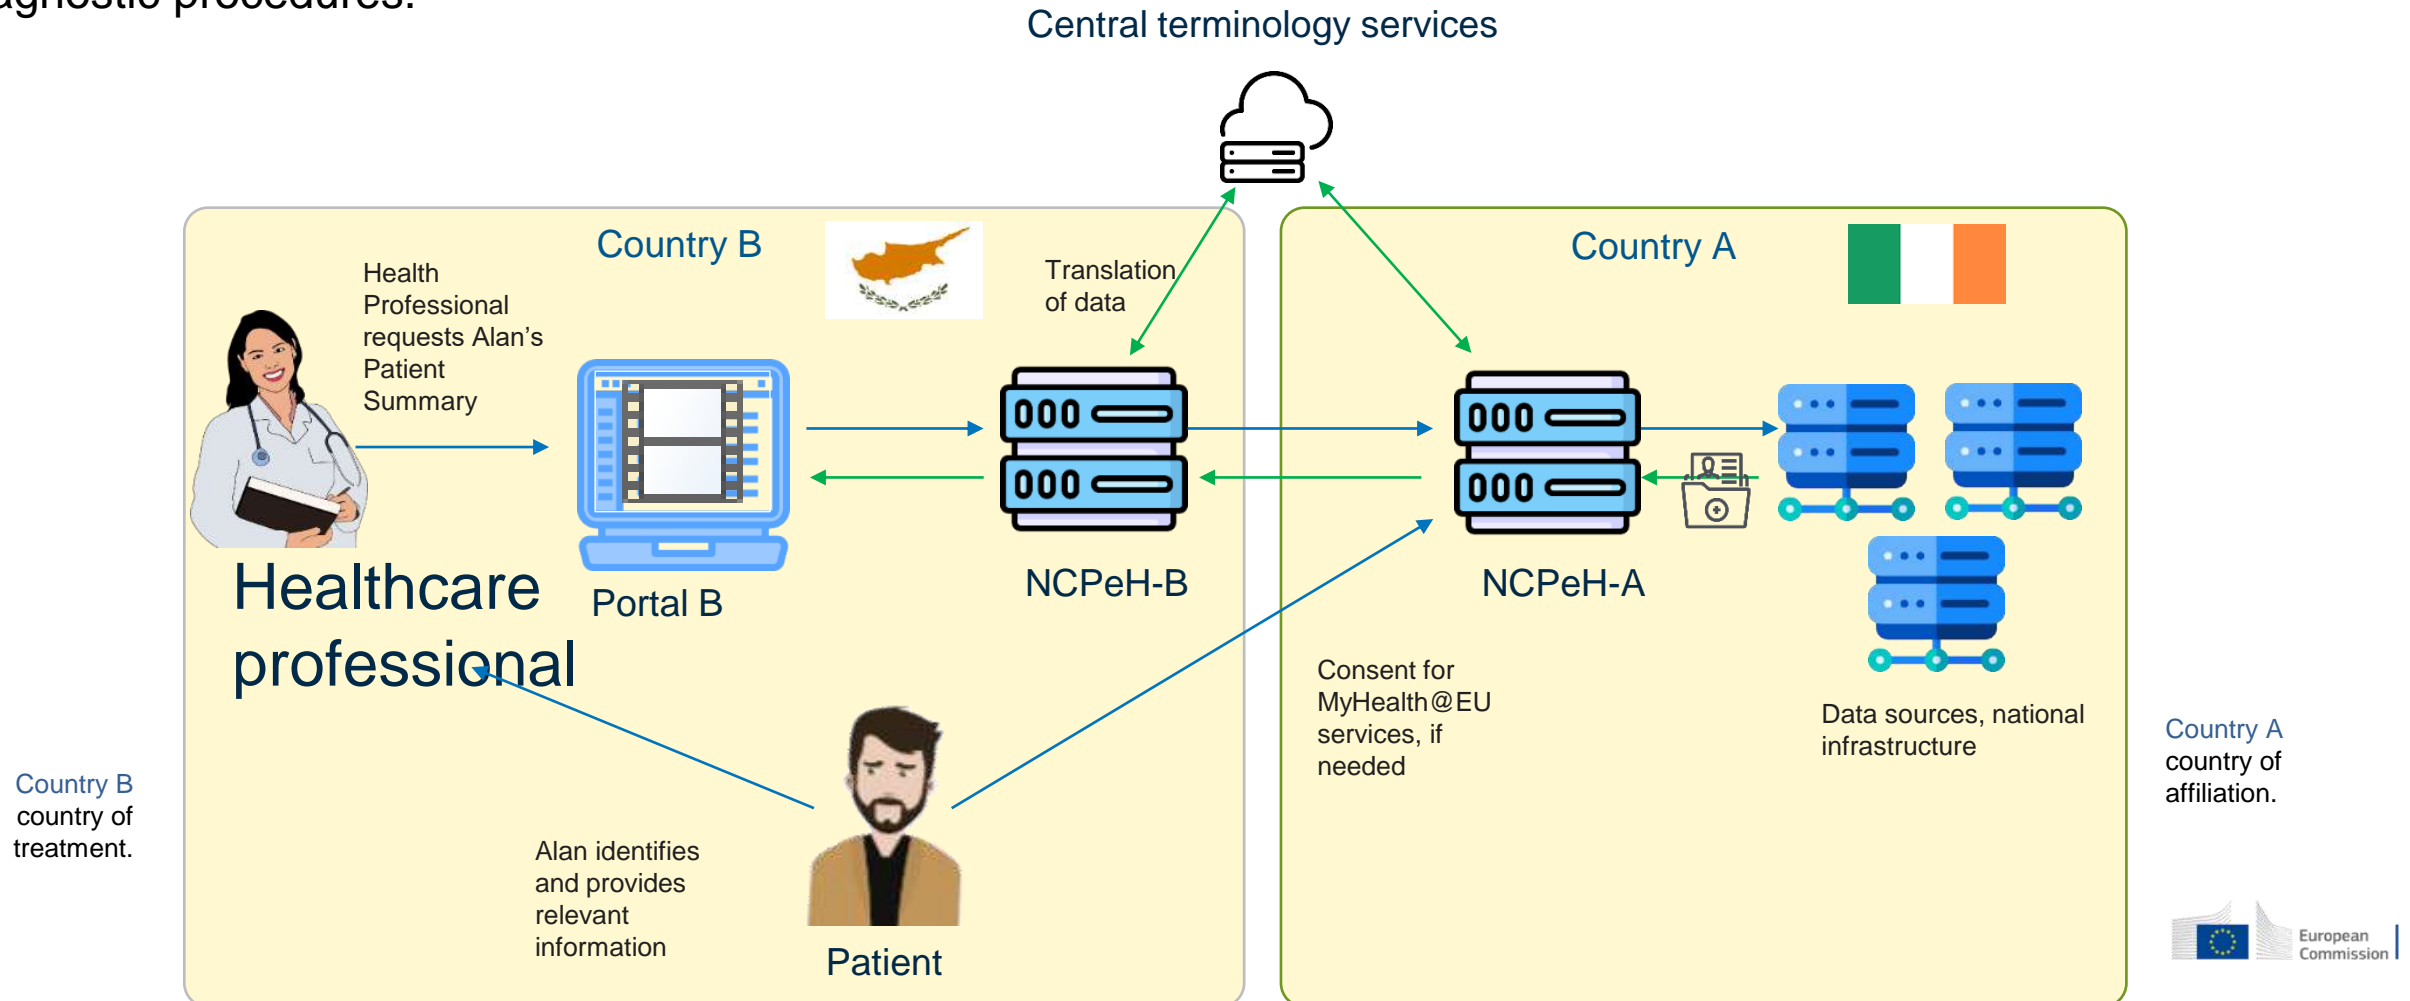 agnostic procedures.
Central terminology services
Country B
Country A
Health
Professional
requests Alan's
Patient
Summary
Translation
of data
Healthcare
professional
Portal B
NCPeH-B
NCPeH-A
Consent for
MyHealth@EU
services, if
needed
Data sources, national
infrastructure
Country B
country of
treatment.
Country A
country of
affiliation.
Alan identifies
and provides
relevant
information
Patient
European
Commission